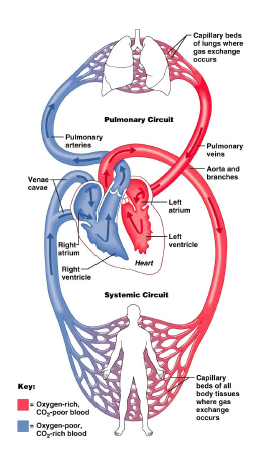 Capillary beds
of lungs where
gas exchange
occurs
Pulmonary Circuit
Pulmonary
arteries
Pulmonary
veins
Aorta and
branches
Venae
cavae
Left
atrium
Left
ventricle
Right
atrium
Heart
Right
ventricle
Systemic Circuit
Capillary
beds of all
body tissues
where gas
exchange
occurs
Key:
= Oxygen-rich,
CO₂-poor blood
= Oxygen-poor,
CO₂-rich blood